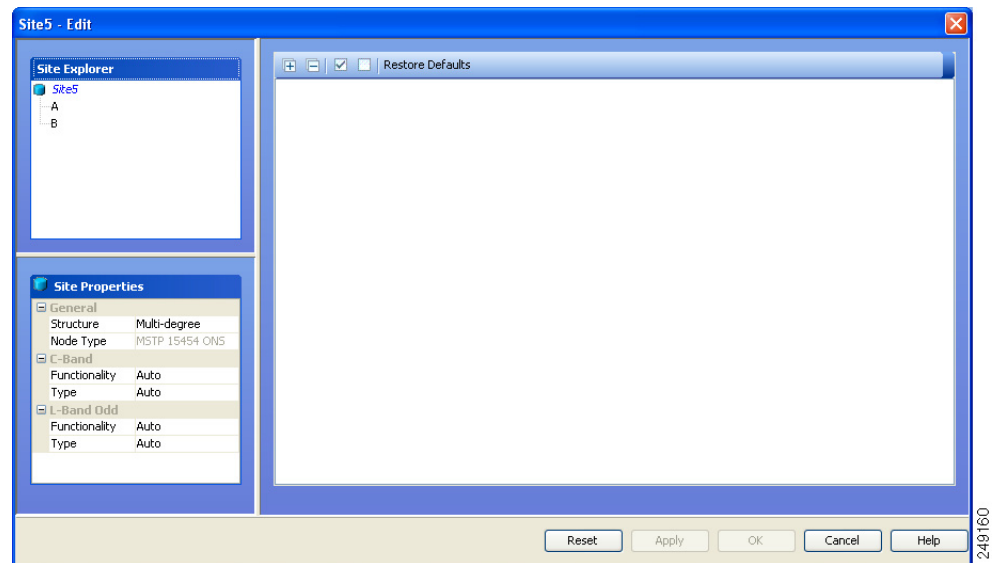 Site5 - Edit
Site Explorer
Site5
A
B
Restore Defaults
Site Properties
General
Structure Multi-degree
Node Type MSTP 15454 ONS
C-Band
Functionality Auto
Type Auto
L-Band Odd
Functionality Auto
Type Auto
Reset Apply OK Cancel Help
249160